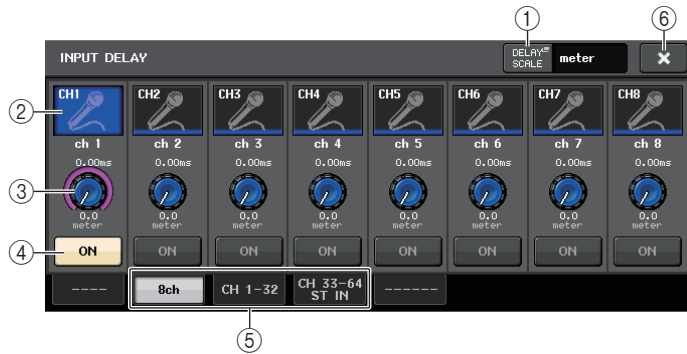 ① ⑥
INPUT DELAY DELAY SCALE meter
② CH1 CH2 CH3 CH4 CH5 CH6 CH7 CH8
ch 1 ch 2 ch 3 ch 4 ch 5 ch 6 ch 7 ch 8
0.00ms 0.00ms 0.00ms 0.00ms 0.00ms 0.00ms 0.00ms 0.00ms
③
0.0 0.0 0.0 0.0 0.0 0.0 0.0 0.0
meter meter meter meter meter meter meter meter
④ ON ON ON ON ON ON ON ON
---- 8ch CH 1-32 CH 33-64 ST IN ------
⑤